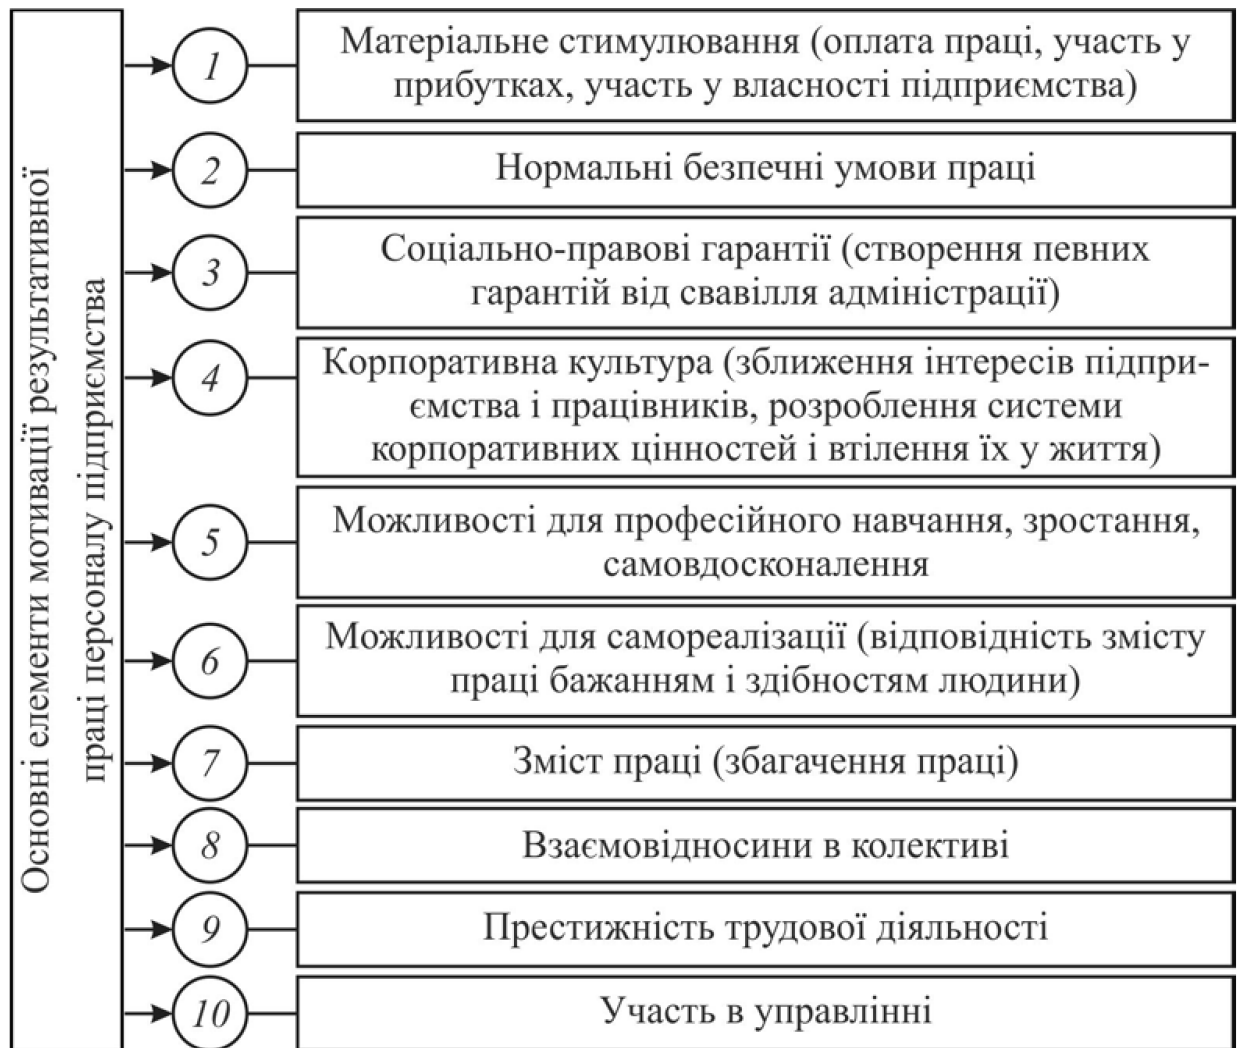 Основні елементи мотивації результативної
праці персоналу підприємства
1
Матеріальне стимулювання (оплата праці, участь у
прибутках, участь у власності підприємства)
2
Нормальні безпечні умови праці
3
Соціально-правові гарантії (створення певних
гарантій від свавілля адміністрації)
4
Корпоративна культура (зближення інтересів підпри-
ємства і працівників, розроблення системи
корпоративних цінностей і втілення їх у життя)
5
Можливості для професійного навчання, зростання,
самовдосконалення
6
Можливості для самореалізації (відповідність змісту
праці бажанням і здібностям людини)
7
Зміст праці (збагачення праці)
8
Взаємовідносини в колективі
9
Престижність трудової діяльності
10
Участь в управлінні